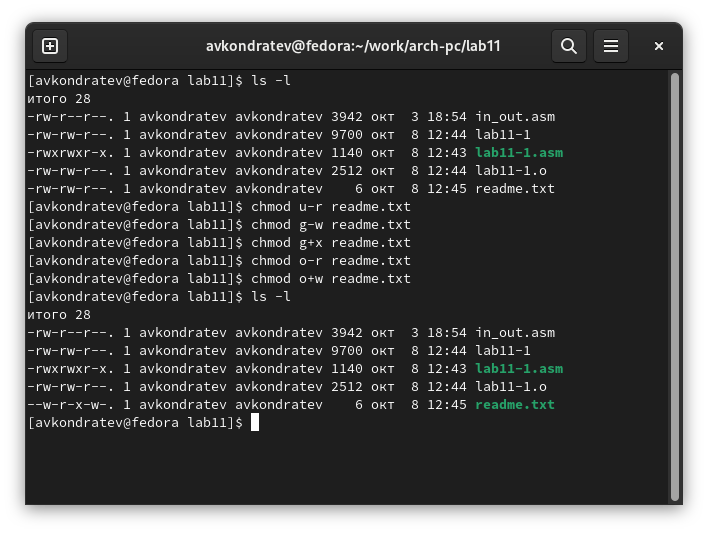 avkondratev@fedora:~/work/arch-pc/lab11
[avkondratev@fedora lab11]$ ls -l
итого 28
-rw-r--r--. 1 avkondratev avkondratev 3942 окт  3 18:54 in_out.asm
-rw-rw-r--. 1 avkondratev avkondratev 9700 окт  8 12:44 lab11-1
-rwxrwxr-x. 1 avkondratev avkondratev 1140 окт  8 12:43 lab11-1.asm
-rw-rw-r--. 1 avkondratev avkondratev 2512 окт  8 12:44 lab11-1.o
-rw-rw-r--. 1 avkondratev avkondratev    6 окт  8 12:45 readme.txt
[avkondratev@fedora lab11]$ chmod u-r readme.txt
[avkondratev@fedora lab11]$ chmod g-w readme.txt
[avkondratev@fedora lab11]$ chmod g+x readme.txt
[avkondratev@fedora lab11]$ chmod o-r readme.txt
[avkondratev@fedora lab11]$ chmod o+w readme.txt
[avkondratev@fedora lab11]$ ls -l
итого 28
-rw-r--r--. 1 avkondratev avkondratev 3942 окт  3 18:54 in_out.asm
-rw-rw-r--. 1 avkondratev avkondratev 9700 окт  8 12:44 lab11-1
-rwxrwxr-x. 1 avkondratev avkondratev 1140 окт  8 12:43 lab11-1.asm
-rw-rw-r--. 1 avkondratev avkondratev 2512 окт  8 12:44 lab11-1.o
--w-r-x-w-. 1 avkondratev avkondratev    6 окт  8 12:45 readme.txt
[avkondratev@fedora lab11]$